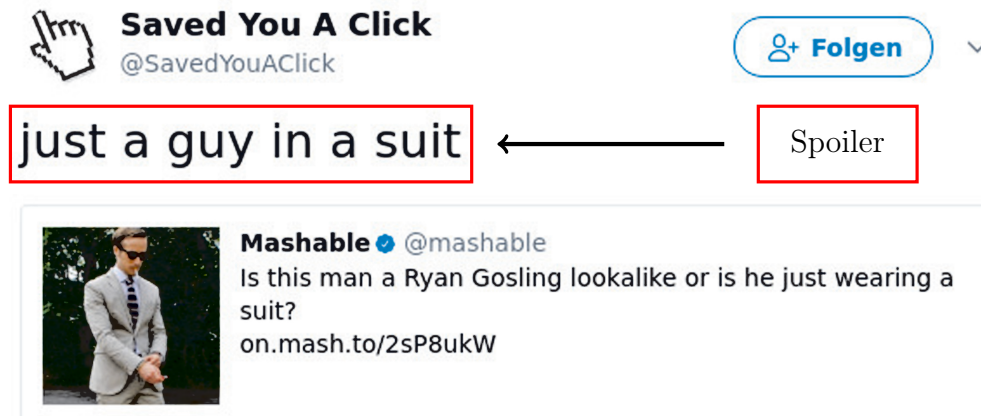 Saved You A Click
@SavedYouAClick
Folgen
just a guy in a suit
Spoiler
Mashable @mashable
Is this man a Ryan Gosling lookalike or is he just wearing a
suit?
on.mash.to/2sP8ukW